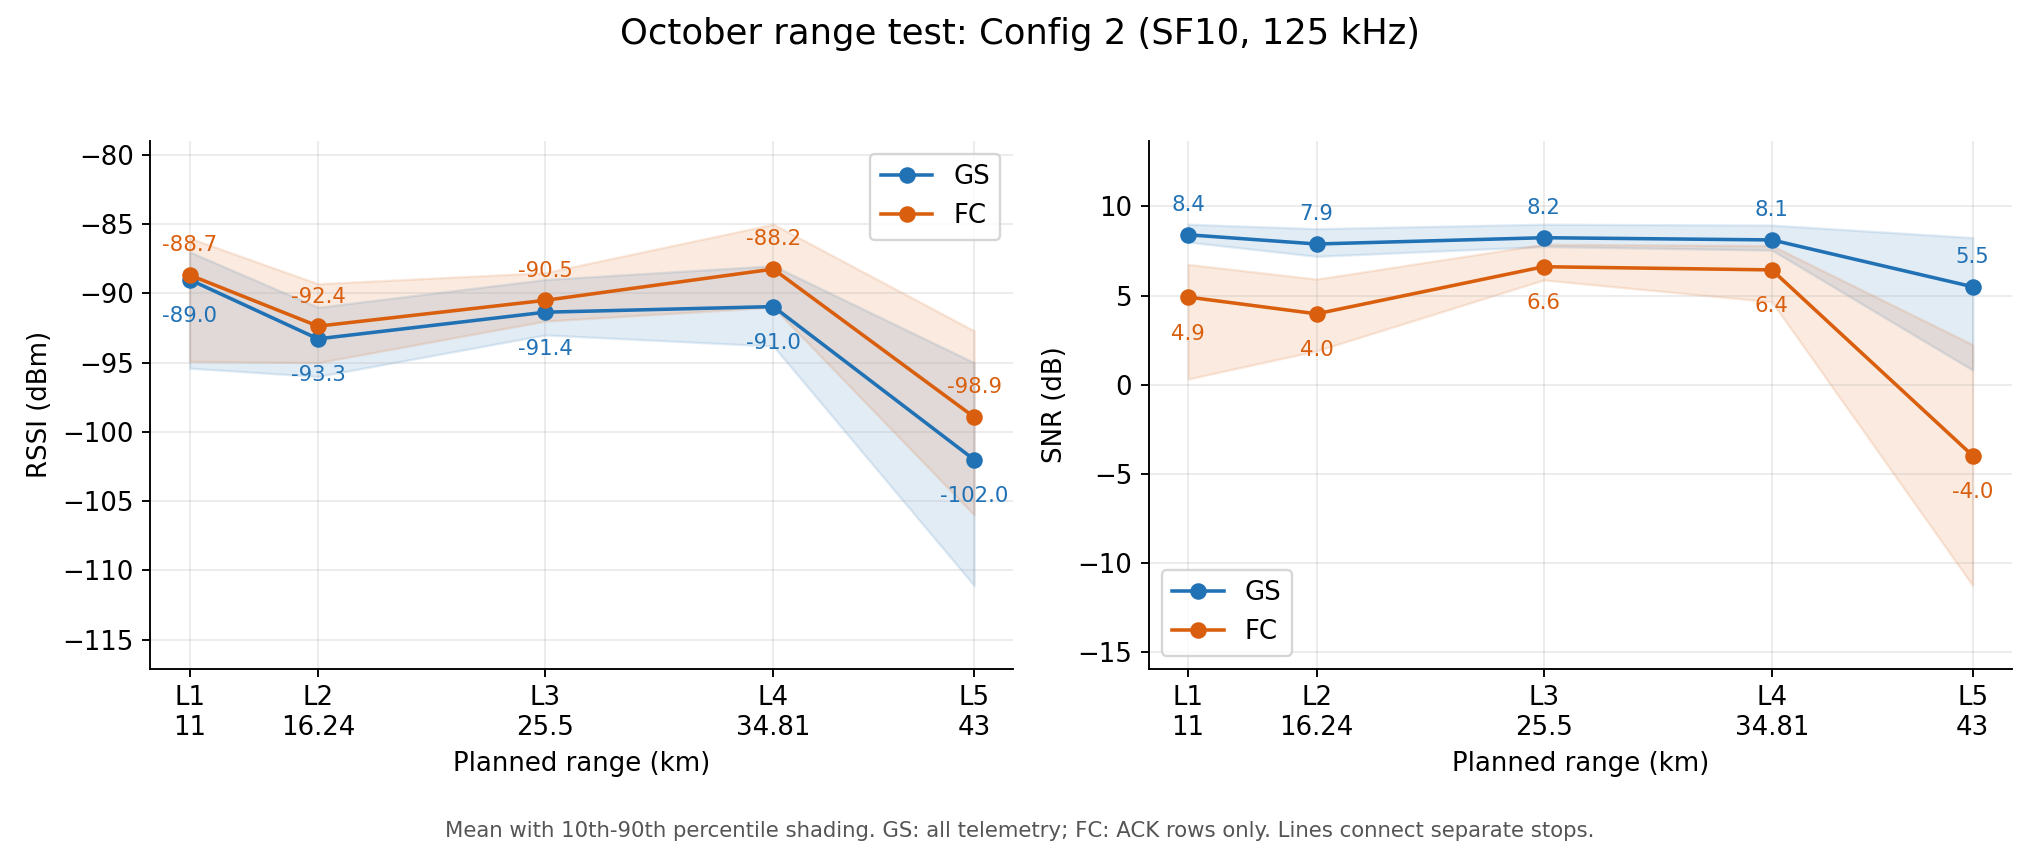 October range test: Config 2 (SF10, 125 kHz)
RSSI (dBm)
−80
−85
−90
−95
−100
−105
−110
−115
GS
FC
-88.7
-92.4
-90.5
-88.2
-98.9
-89.0
-93.3
-91.4
-91.0
-102.0
L1 L2 L3 L4 L5
11 16.24 25.5 34.81 43
Planned range (km)
SNR (dB)
10
5
0
−5
−10
−15
8.4
7.9
8.2
8.1
5.5
4.9
4.0
6.6
6.4
-4.0
GS
FC
L1 L2 L3 L4 L5
11 16.24 25.5 34.81 43
Planned range (km)
Mean with 10th-90th percentile shading. GS: all telemetry; FC: ACK rows only. Lines connect separate stops.